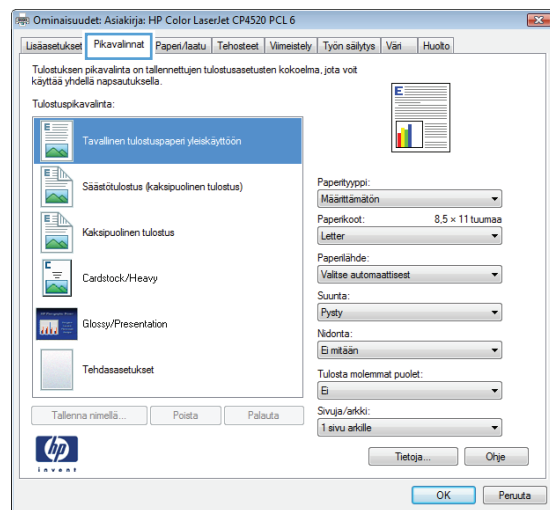 Ominaisuudet: Asiakirja: HP Color LaserJet CP4520 PCL 6
Lisäasetukset Pikavalinnat Paperi/laatu Tehosteet Viimeistely Työn säilytys Väri Huolto
Tulostuksen pikavalinta on tallennettujen tulostusasetusten kokoelma, jota voit
käyttää yhdellä napsautuksella.
Tulostuspikavalinta:
Tavallinen tulostuspaperi yleiskäyttöön
Säästötulostus (kaksipuolinen tulostus)
Kaksipuolinen tulostus
Cardstock/Heavy
Glossy/Presentation
Tehdasasetukset
Tallenna nimellä...
Poista
Palauta
E
Paperityyppi:
Määrittämätön
Paperikoot: 8,5 × 11 tuumaa
Letter
Paperilähde:
Valitse automaattisest
Suunta:
Pysty
Nidonta:
Ei mitään
Tulosta molemmat puolet:
Ei
Sivuja/arkki:
1 sivu arkille
hp
invent
Tietoja...
Ohje
OK
Peruuta